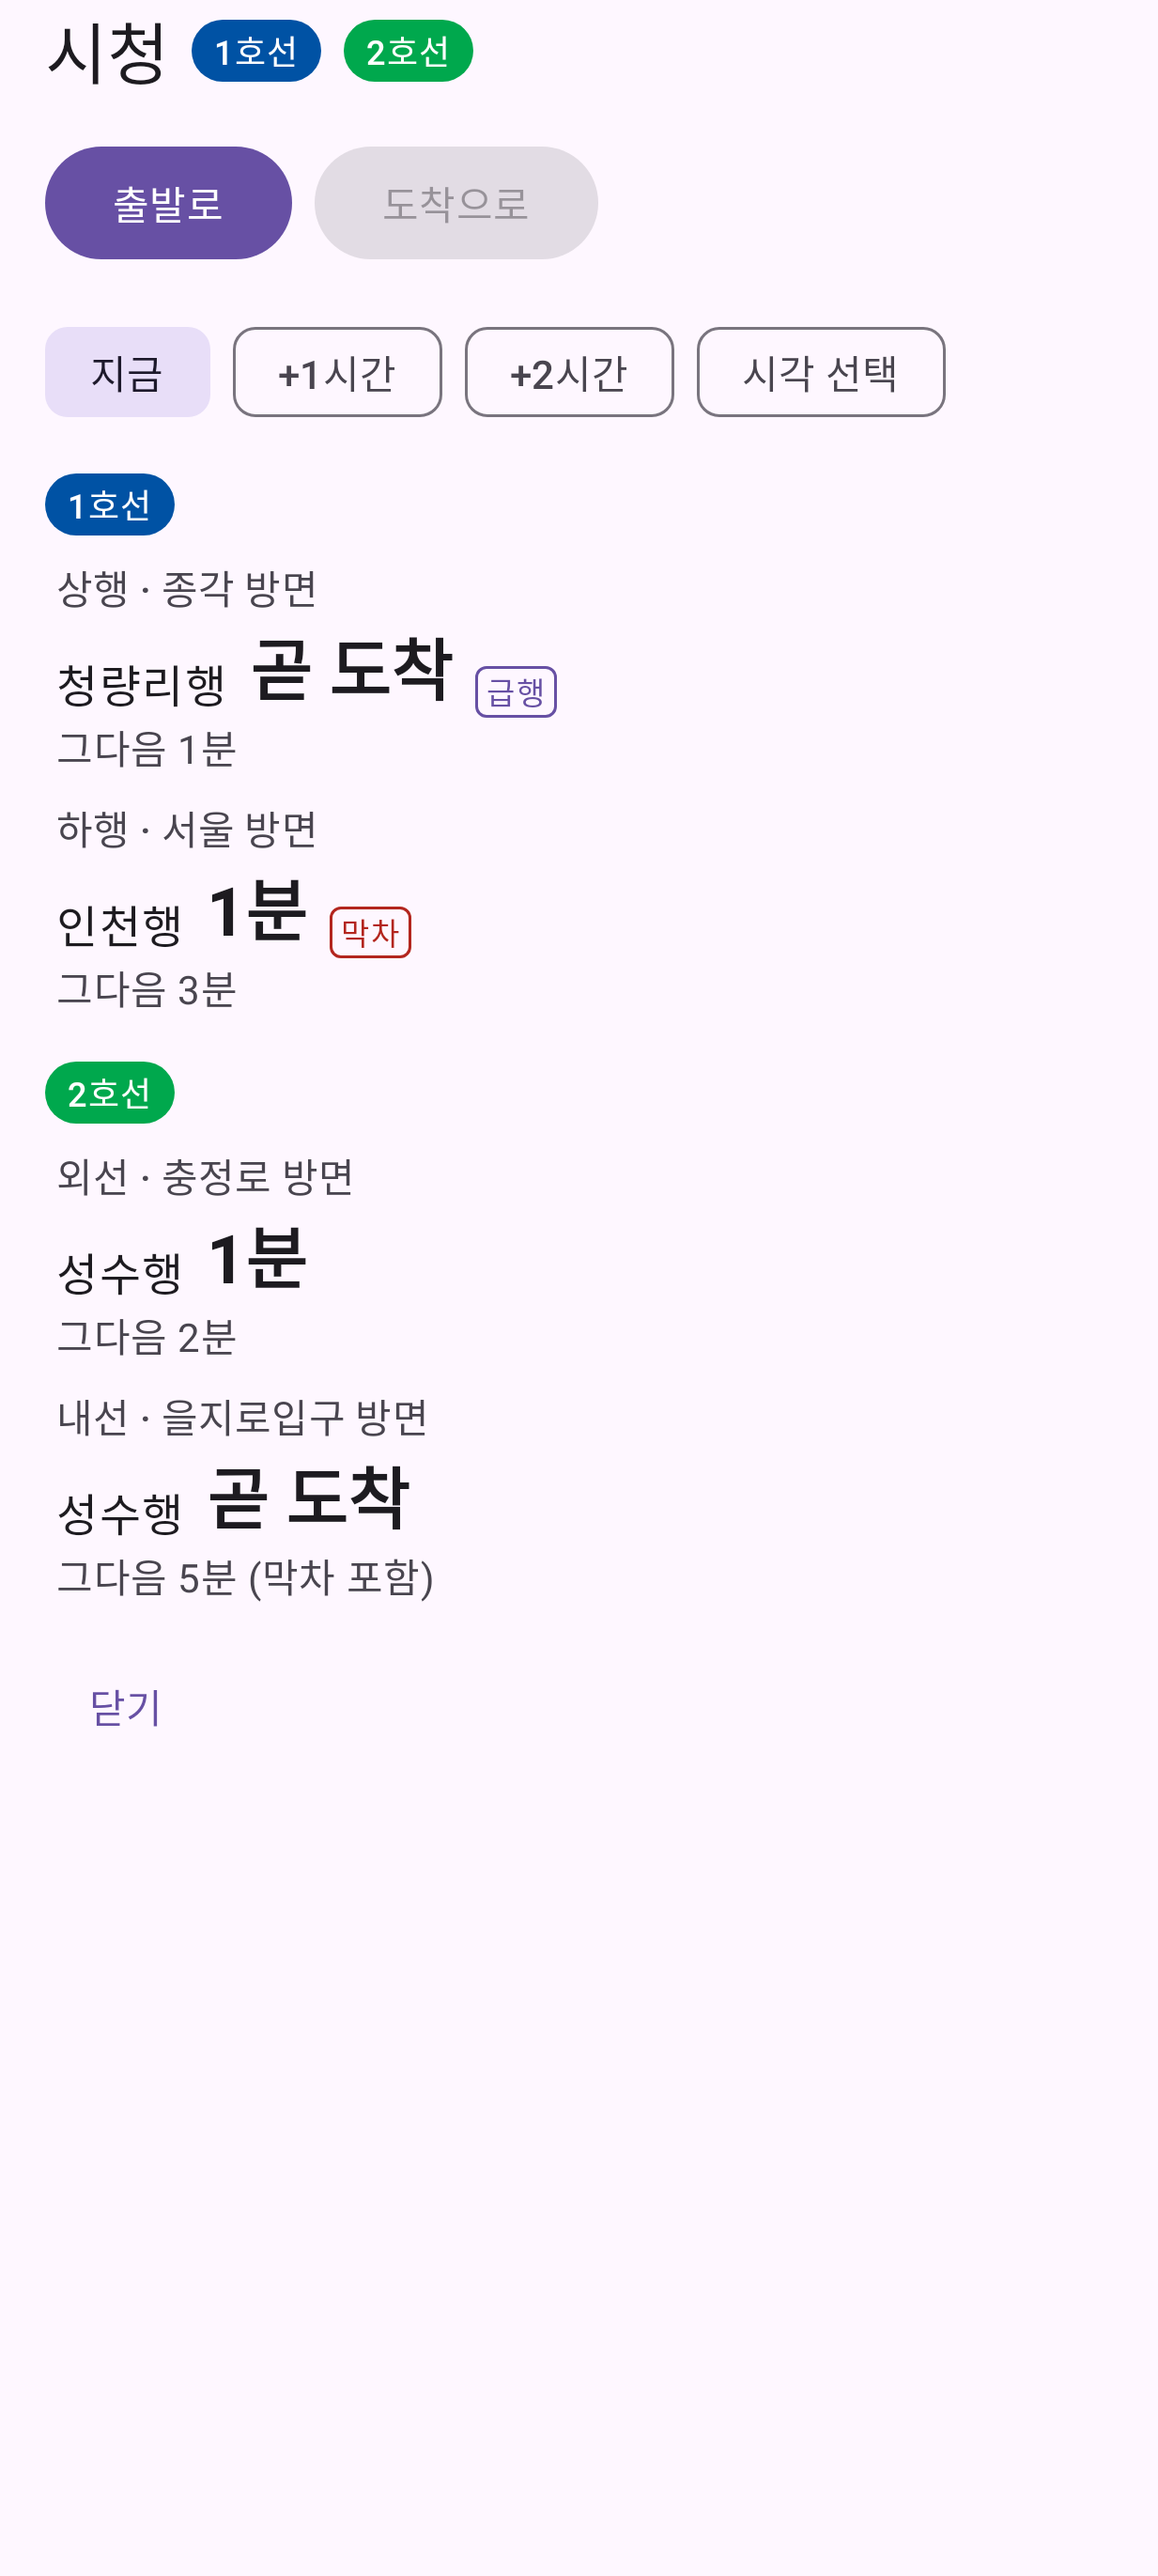 시청 1호선 2호선
출발로 도착으로
지금 +1시간 +2시간 시각 선택
1호선
상행 · 종각 방면
청량리행 곧 도착 급행
그다음 1분
하행 · 서울 방면
인천행 1분 막차
그다음 3분
2호선
외선 · 충정로 방면
성수행 1분
그다음 2분
내선 · 을지로입구 방면
성수행 곧 도착
그다음 5분 (막차 포함)
닫기